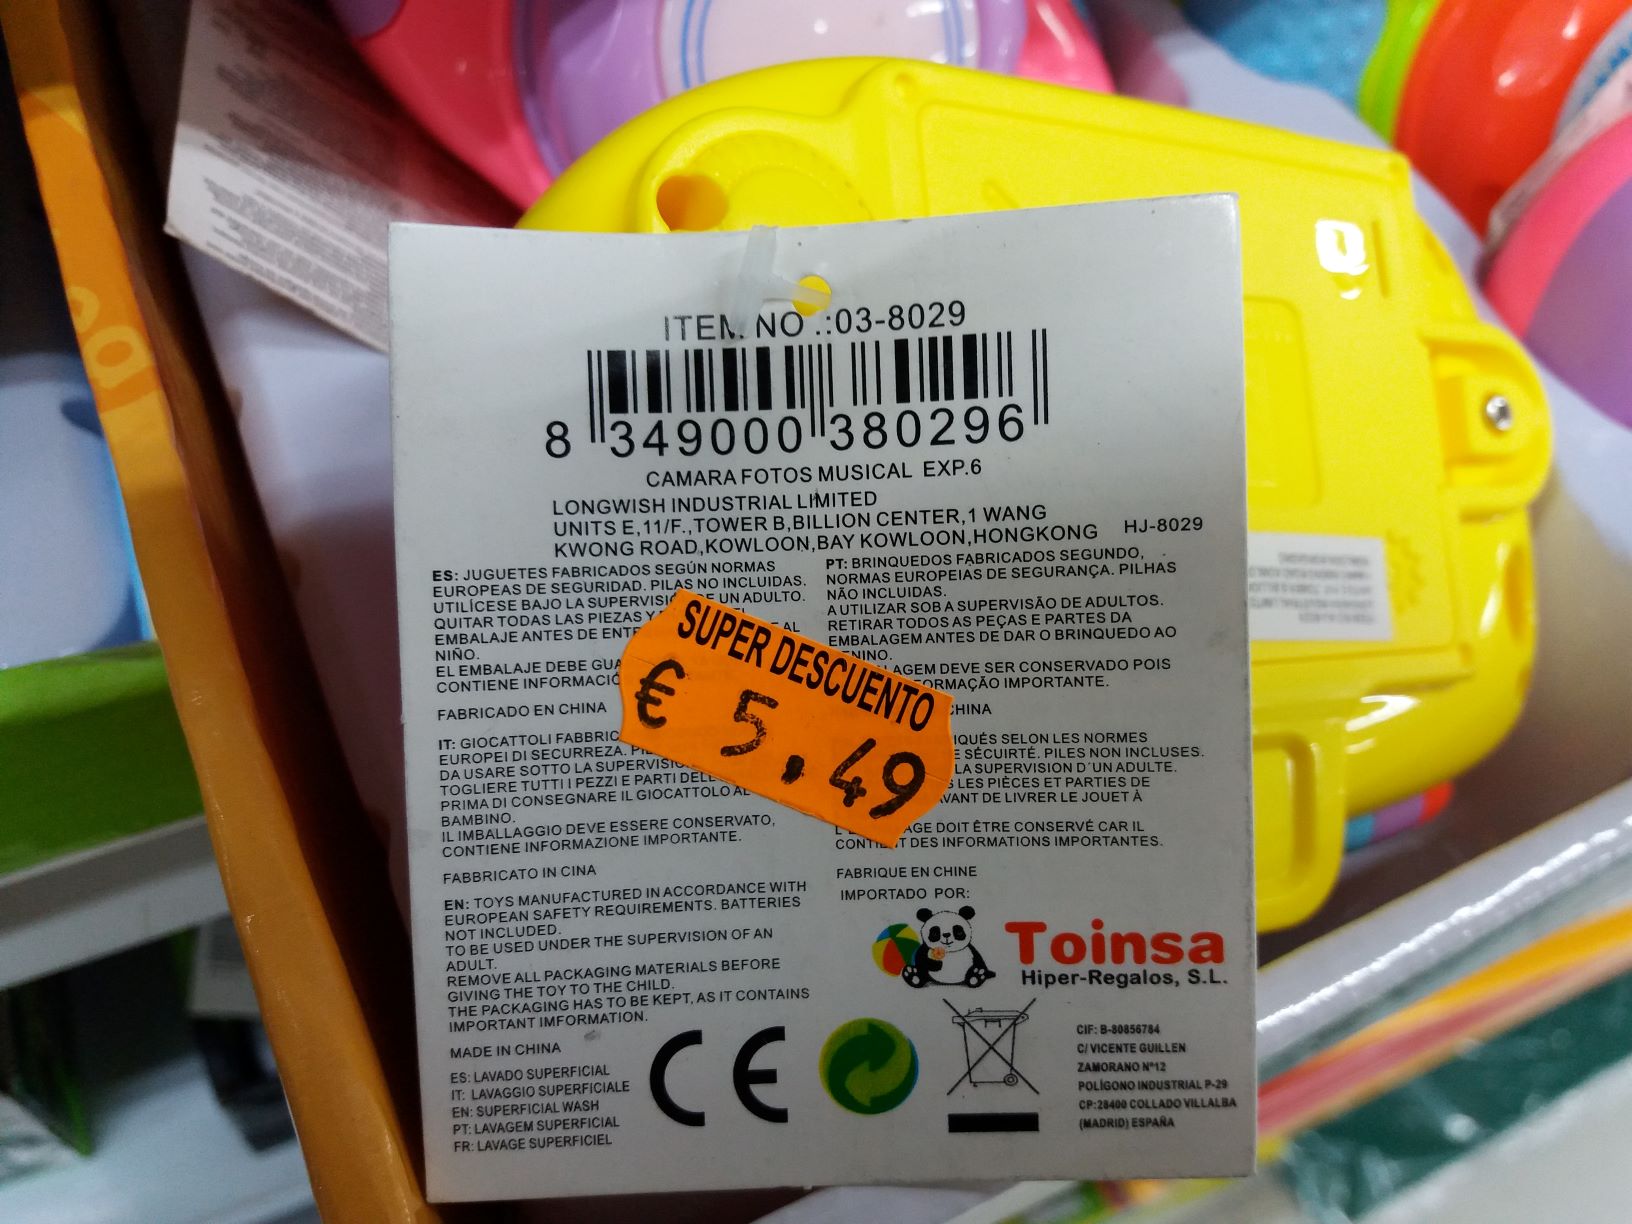 ITEM NO .:03-8029
8 349000 380296
CAMARA FOTOS MUSICAL EXP.6
LONGWISH INDUSTRIAL LIMITED
UNITS E,11/F.,TOWER B,BILLION CENTER,1 WANG
KWONG ROAD,KOWLOON,BAY KOWLOON,HONGKONG HJ-8029
ES: JUGUETES FABRICADOS SEGÚN NORMAS
EUROPEAS DE SEGURIDAD. PILAS NO INCLUIDAS.
UTILÍCESE BAJO LA UN ADULTO.
QUITAR TODAS LAS PIEZAS Y
EMBALAJE ANTES DE
NIÑO.
EL EMBALAJE DEBE
CONTIENE
FABRICADO EN CHINA
PT: BRINQUEDOS FABRICADOS SEGUNDO,
NORMAS EUROPEIAS DE SEGURANÇA. PILHAS
NÃO INCLUIDAS.
A UTILIZAR SOB A SUPERVISÃO DE ADULTOS.
RETIRAR TODOS AS PEÇAS E PARTES DA
EMBALAGEM ANTES DE DAR O BRINQUEDO AO
DEVE SER CONSERVADO POIS
IMPORTANTE.
CHINA
SUPER DESCUENTO
€ 5,49
IT: GIOCATTOLI
EUROPEI DI SECURREZA.
DA USARE SOTTO LA
TOGLIERE TUTTI I PEZZI E PARTI
PRIMA DI CONSEGNARE IL GIOCATTOLO AL
BAMBINO.
IL IMBALLAGGIO DEVE ESSERE CONSERVATO,
CONTIENE INFORMAZIONE IMPORTANTE.
FABBRICATO IN CINA
SELON LES NORMES
SÉCUIRTÉ. PILES NON INCLUSES.
LA SUPERVISION D´UN ADULTE.
LES PIÈCES ET PARTIES DE
DE LIVRER LE JOUET À
DOIT ÊTRE CONSERVÉ CAR IL
CONTIENT DES INFORMATIONS IMPORTANTES.
FABRIQUE EN CHINE
EN: TOYS MANUFACTURED IN ACCORDANCE WITH
EUROPEAN SAFETY REQUIREMENTS. BATTERIES
NOT INCLUDED.
TO BE USED UNDER THE SUPERVISION OF AN
ADULT.
REMOVE ALL PACKAGING MATERIALS BEFORE
GIVING THE TOY TO THE CHILD.
THE PACKAGING HAS TO BE KEPT, AS IT CONTAINS
IMPORTANT IMFORMATION.
MADE IN CHINA
ES: LAVADO SUPERFICIAL
IT: LAVAGGIO SUPERFICIALE
EN: SUPERFICIAL WASH
PT: LAVAGEM SUPERFICIAL
FR: LAVAGE SUPERFICIEL
IMPORTADO POR:
Toinsa
Hiper-Regalos, S.L.
CE
CIF: B-80856784
C/ VICENTE GUILLEN
ZAMORANO Nº12
POLÍGONO INDUSTRIAL P-29
CP:28400 COLLADO VILLALBA
(MADRID) ESPAÑA